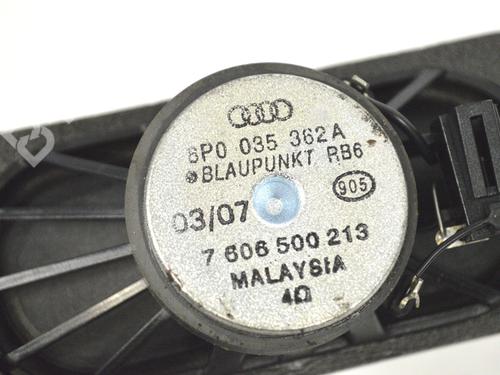 8P0 035 362A
BLAUPUNKT RB6
905
03/07
7 606 500 213
MALAYSIA
4Ω